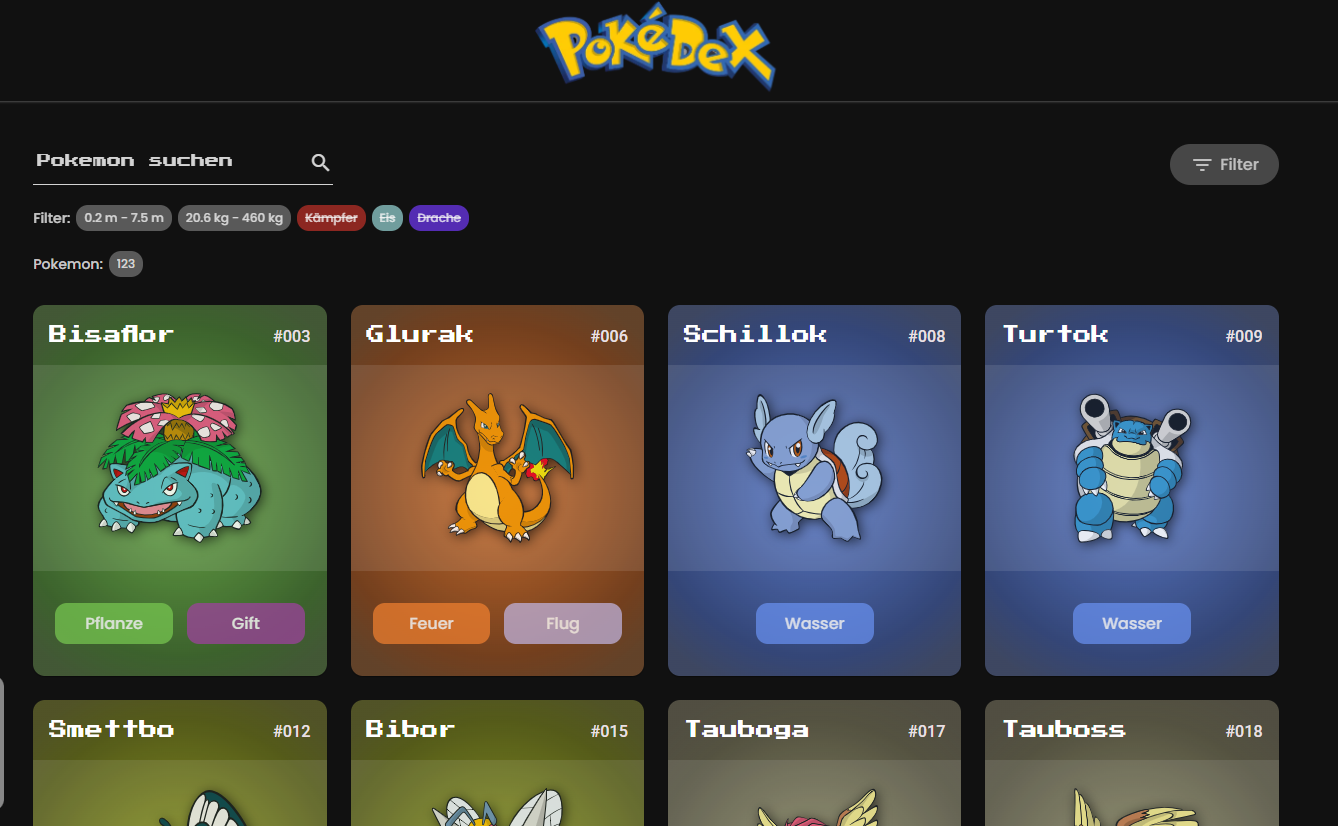 PokéDex
Pokemon suchen
Filter
Filter: 0.2 m - 7.5 m 20.6 kg - 460 kg Kämpfer Eis Drache
Pokemon: 123
Bisaflor #003
Glurak #006
Schillok #008
Turtok #009
Pflanze Gift
Feuer Flug
Wasser
Wasser
Smettbo #012
Bibor #015
Tauboga #017
Tauboss #018